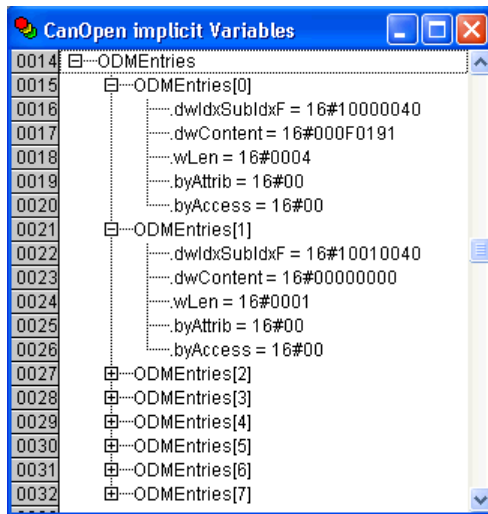 CanOpen implicit Variables
0014 ODMEntries
0015 ODMEntries[0]
0016 .dwIdxSubIdxF = 16#10000040
0017 .dwContent = 16#000F0191
0018 .wLen = 16#0004
0019 .byAttrib = 16#00
0020 .byAccess = 16#00
0021 ODMEntries[1]
0022 .dwIdxSubIdxF = 16#10010040
0023 .dwContent = 16#00000000
0024 .wLen = 16#0001
0025 .byAttrib = 16#00
0026 .byAccess = 16#00
0027 ODMEntries[2]
0028 ODMEntries[3]
0029 ODMEntries[4]
0030 ODMEntries[5]
0031 ODMEntries[6]
0032 ODMEntries[7]